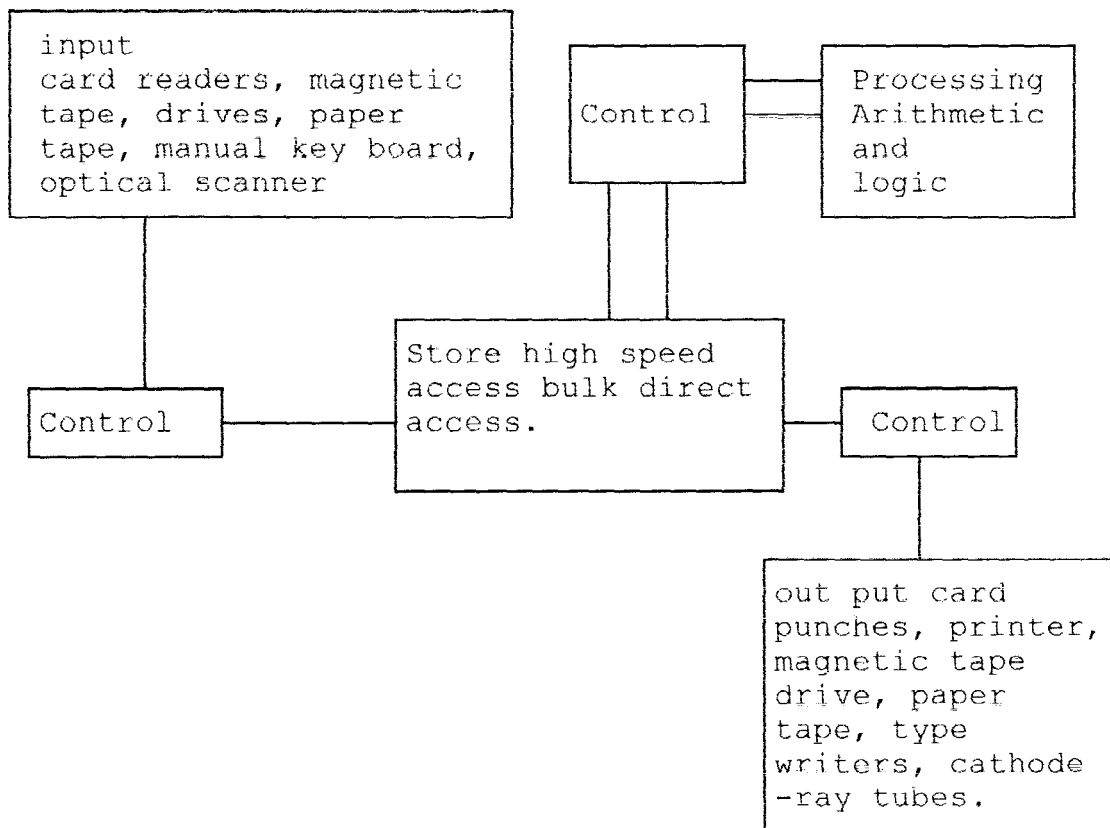 input
card readers, magnetic
tape, drives, paper
tape, manual key board,
optical scanner
Control
Processing
Arithmetic
and
logic
Store high speed
access bulk direct
access.
Control
Control
out put card
punches, printer,
magnetic tape
drive, paper
tape, type
writers, cathode
-ray tubes.